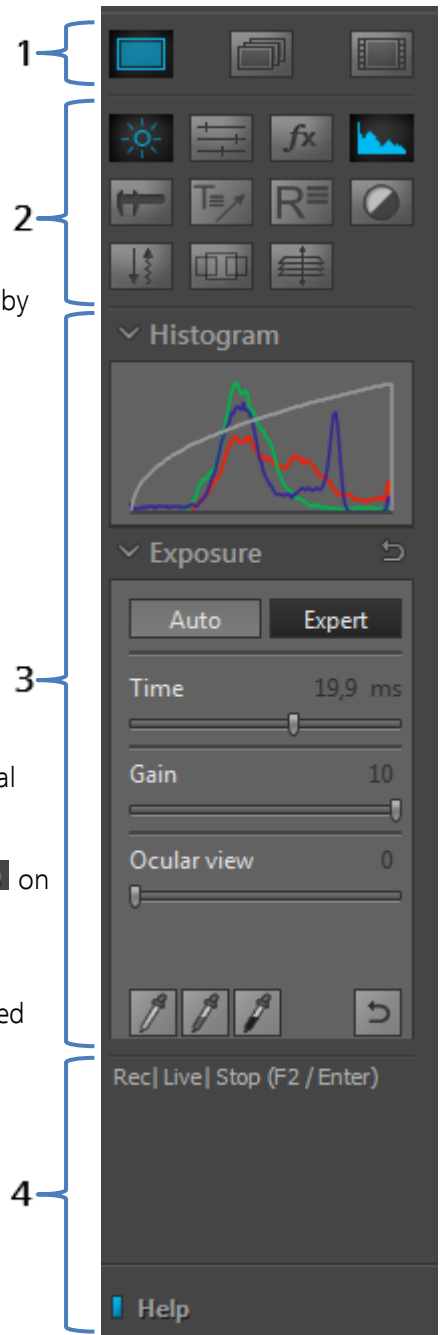 1
fx
T
R
2
by
Histogram
Exposure
Auto Expert
3
Time 19,9 ms
al
Gain 10
Ocular view 0
on
ed
Rec| Live| Stop (F2 / Enter)
4
Help